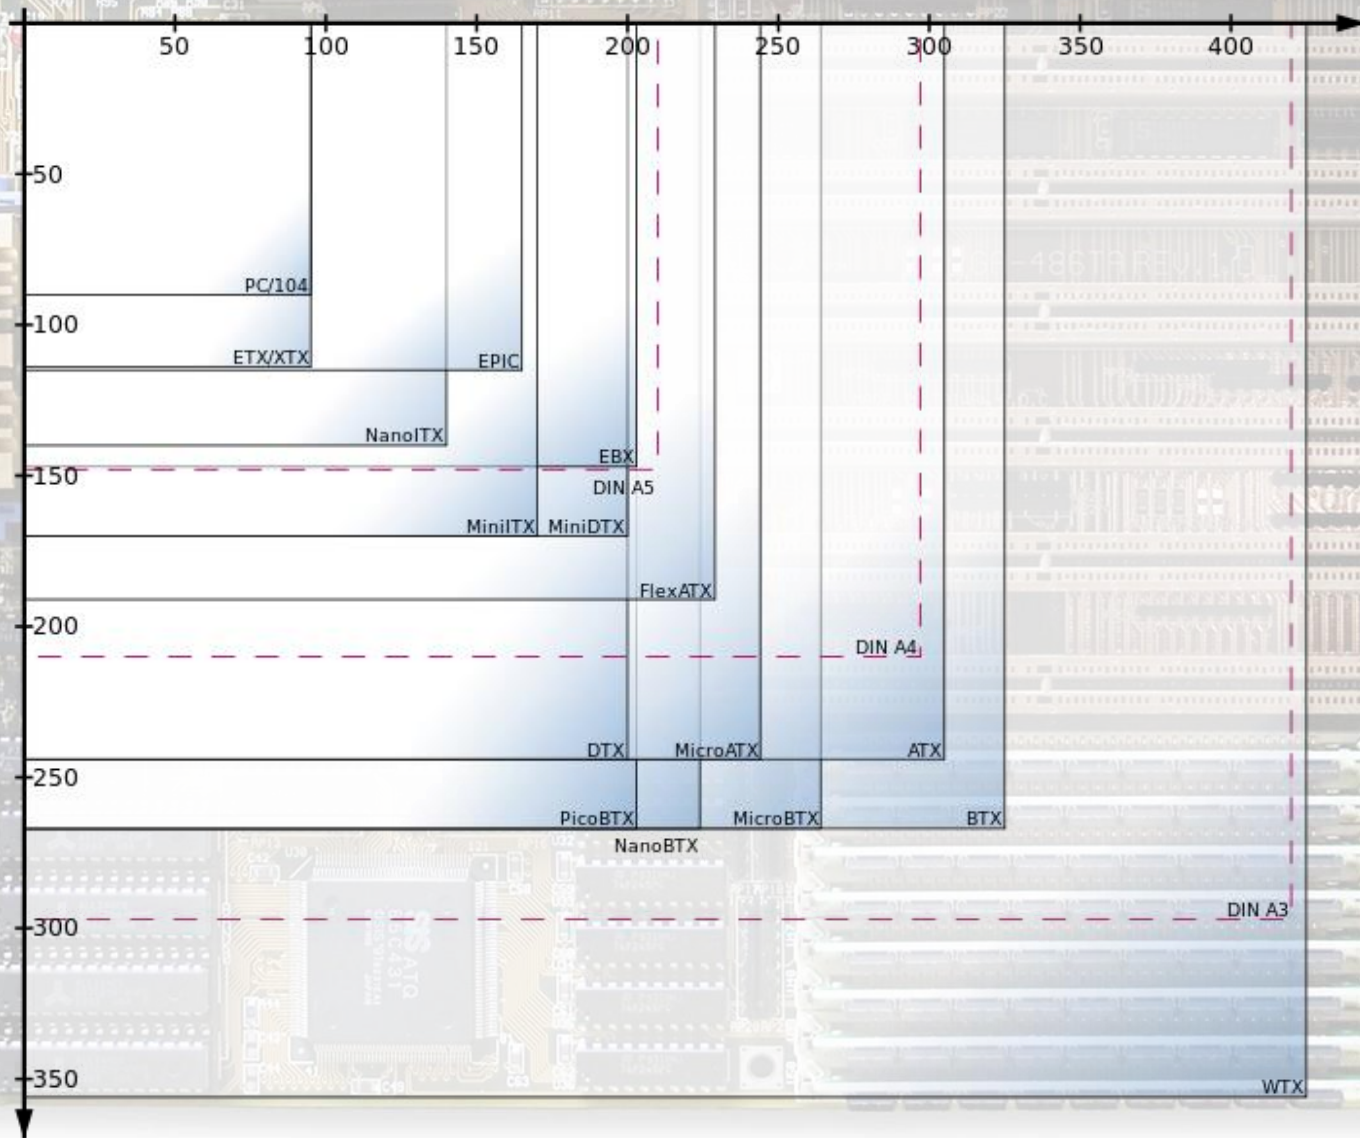 50 100 150 200 250 300 350 400
50
PC/104
100
ETX/XTX
EPIC
NanoITX
EBX
150
DIN A5
MiniITX
MiniDTX
FlexATX
200
DIN A4
DTX
MicroATX
ATX
250
PicoBTX
MicroBTX
BTX
NanoBTX
DIN A3
300
350
WTX